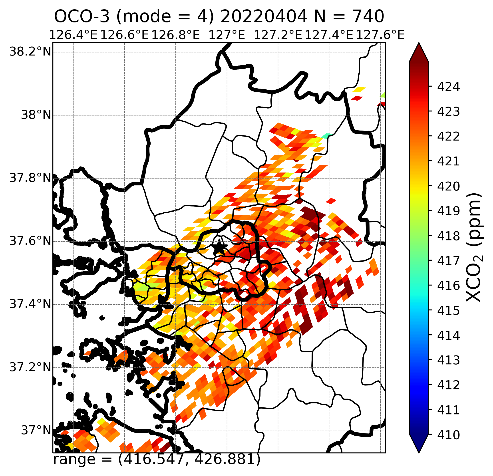 OCO-3 (mode = 4) 20220404 N = 740
126.4°E 126.6°E 126.8°E 127°E 127.2°E 127.4°E 127.6°E
38.2°N
38°N
37.8°N
37.6°N
37.4°N
37.2°N
37°N
range = (416.547, 426.881)
424
423
422
421
420
419
418
417
416
415
414
413
412
411
410
XCO₂ (ppm)